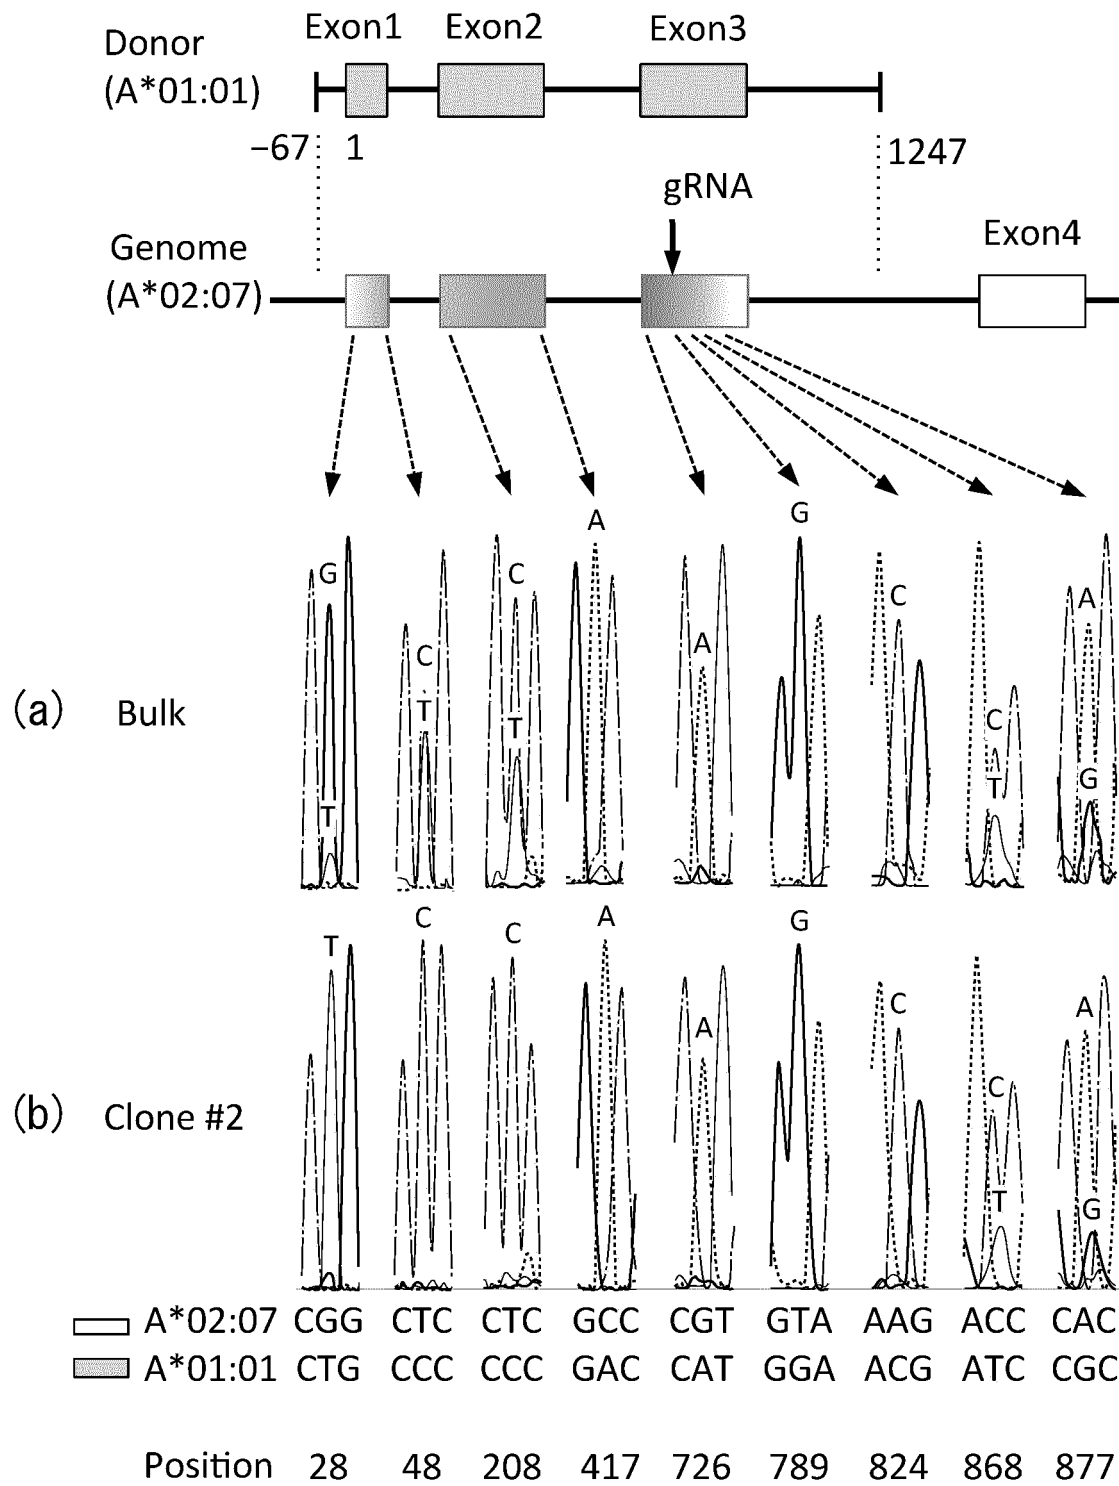 Exon1 Exon2 Exon3
Donor
(A*01:01)
−67 1 1247
gRNA
Genome
(A*02:07)
Exon4
(a) Bulk
G C C A A G C C A
T T T T G
(b) Clone #2
T C C A A G C C A
T G
A*02:07 CGG CTC CTC GCC CGT GTA AAG ACC CAC
A*01:01 CTG CCC CCC GAC CAT GGA ACG ATC CGC
Position 28 48 208 417 726 789 824 868 877